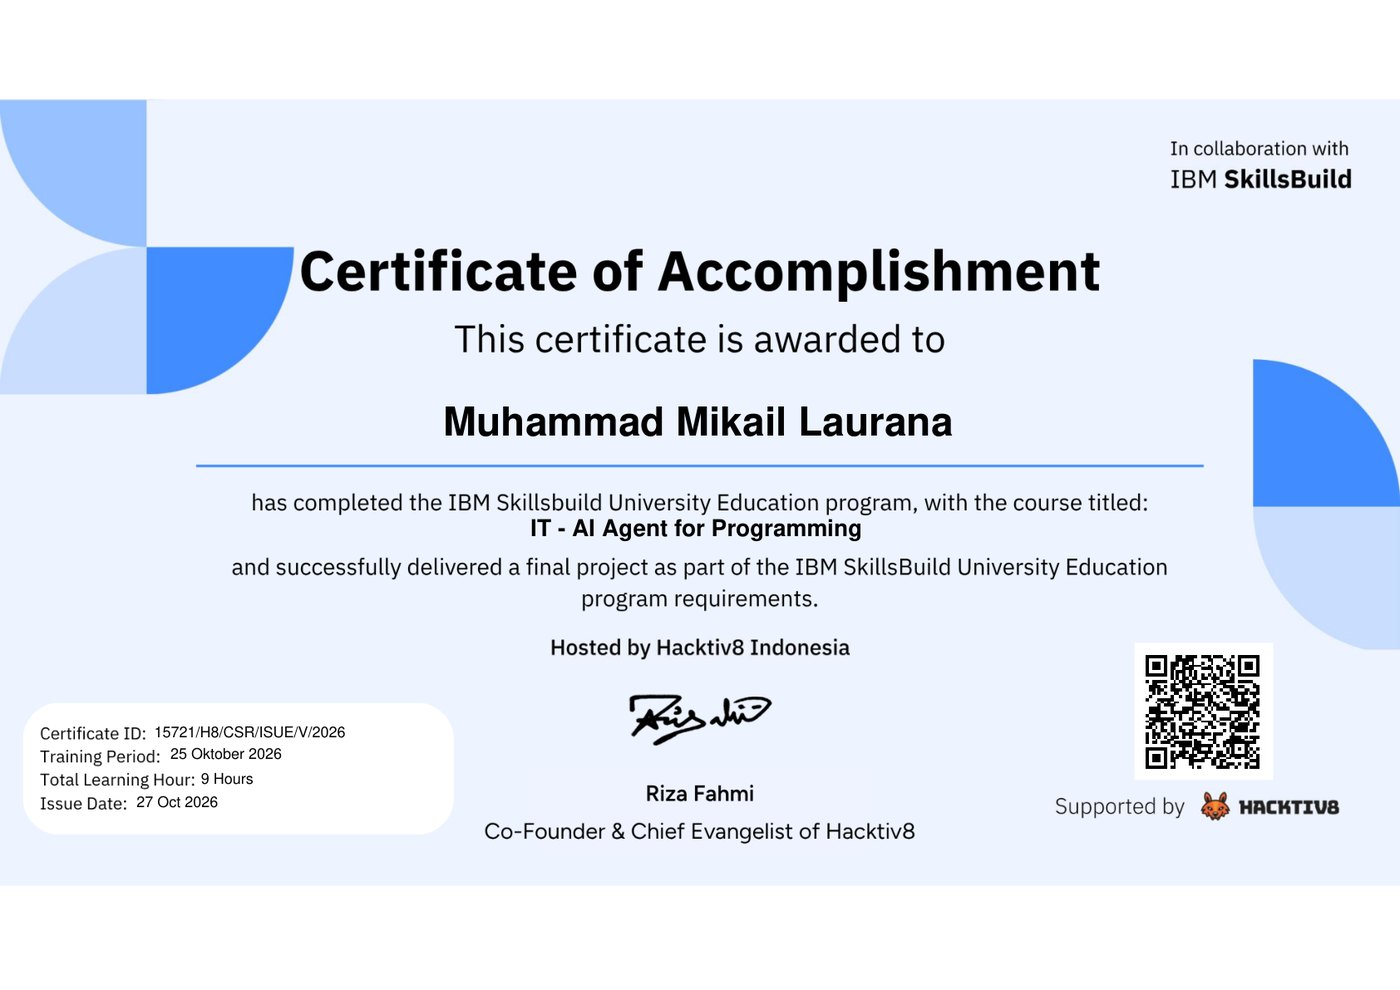 In collaboration with
IBM SkillsBuild
Certificate of Accomplishment
This certificate is awarded to
Muhammad Mikail Laurana
has completed the IBM Skillsbuild University Education program, with the course titled:
IT - AI Agent for Programming
and successfully delivered a final project as part of the IBM SkillsBuild University Education
program requirements.
Hosted by Hacktiv8 Indonesia
Certificate ID: 15721/H8/CSR/ISUE/V/2026
Training Period: 25 Oktober 2026
Total Learning Hour: 9 Hours
Issue Date: 27 Oct 2026
Riza Fahmi
Co-Founder & Chief Evangelist of Hacktiv8
Supported by HACKTIV8